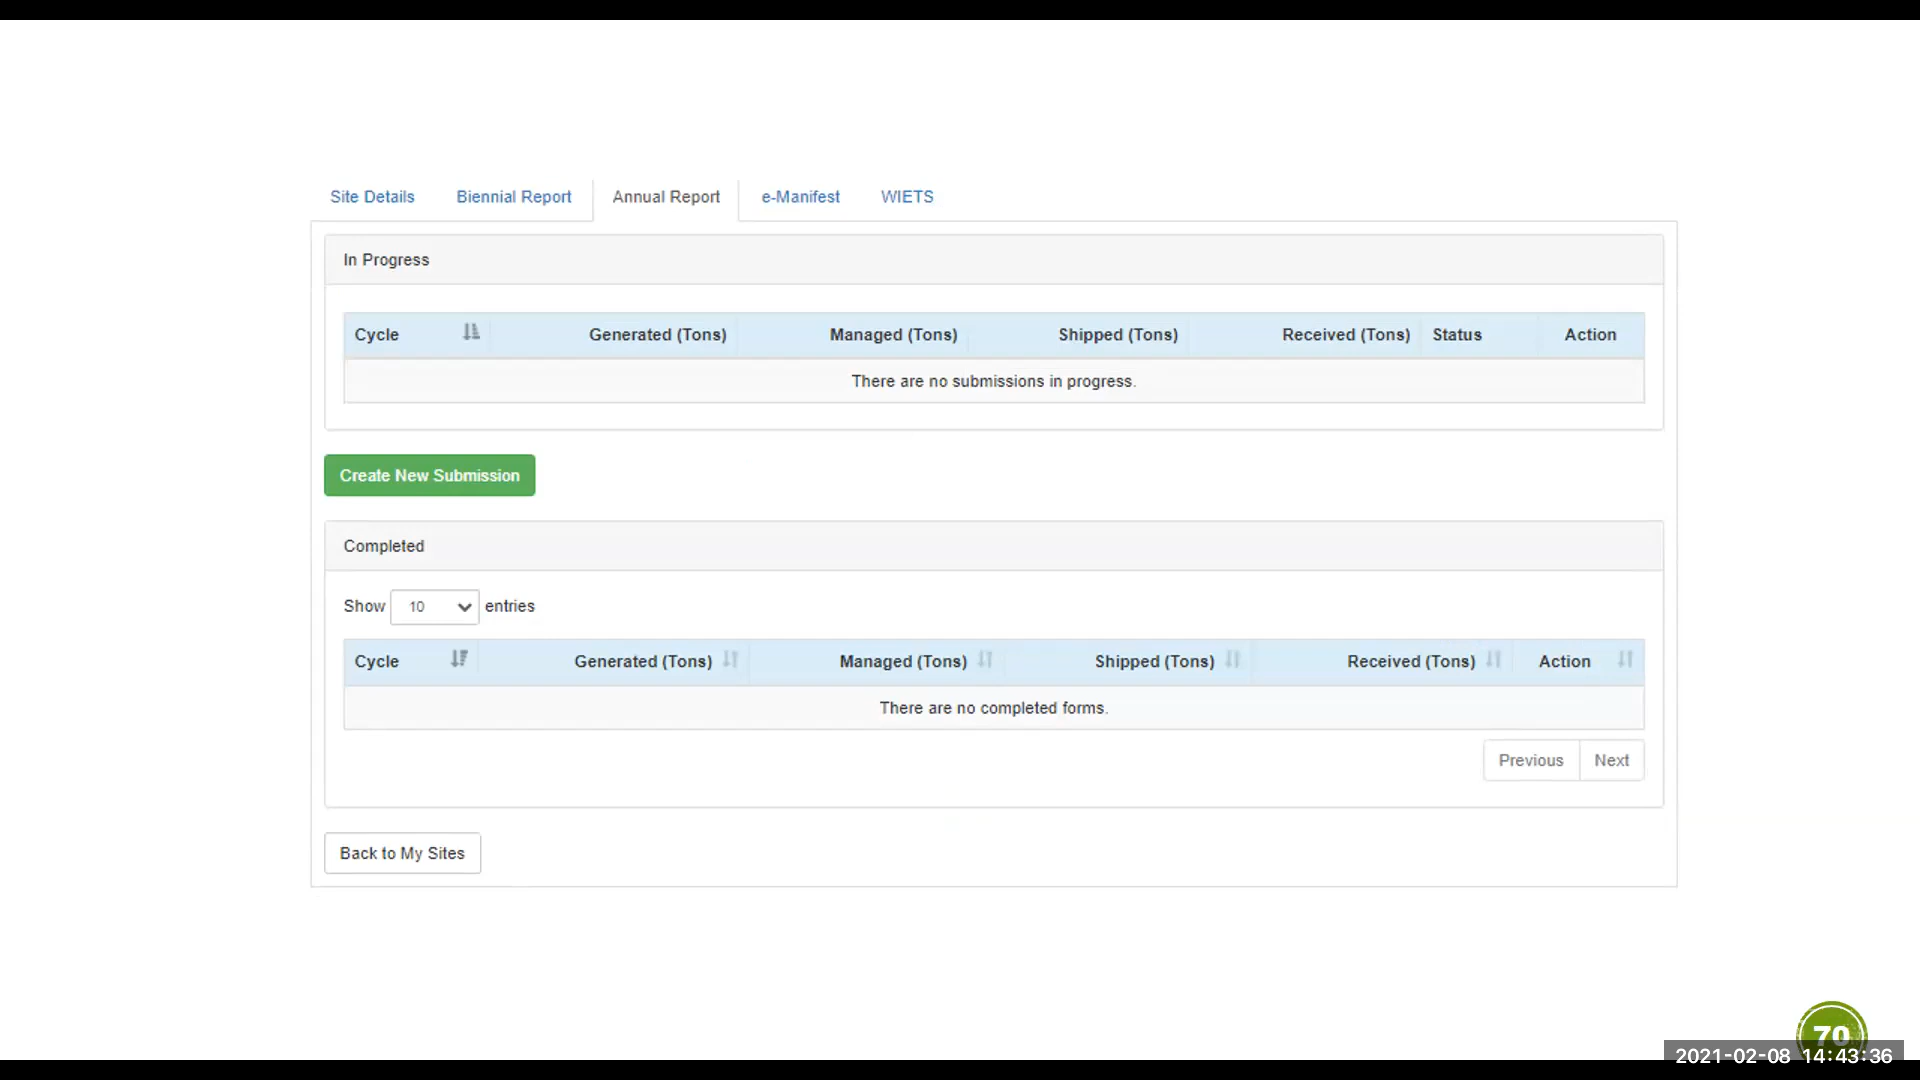 Site Details Biennial Report Annual Report e-Manifest WIETS
In Progress
Cycle Generated (Tons) Managed (Tons) Shipped (Tons) Received (Tons) Status Action
There are no submissions in progress.
Create New Submission
Completed
Show 10 entries
Cycle Generated (Tons) Managed (Tons) Shipped (Tons) Received (Tons) Action
There are no completed forms.
Previous Next
Back to My Sites
70
2021-02-08 14:43:36